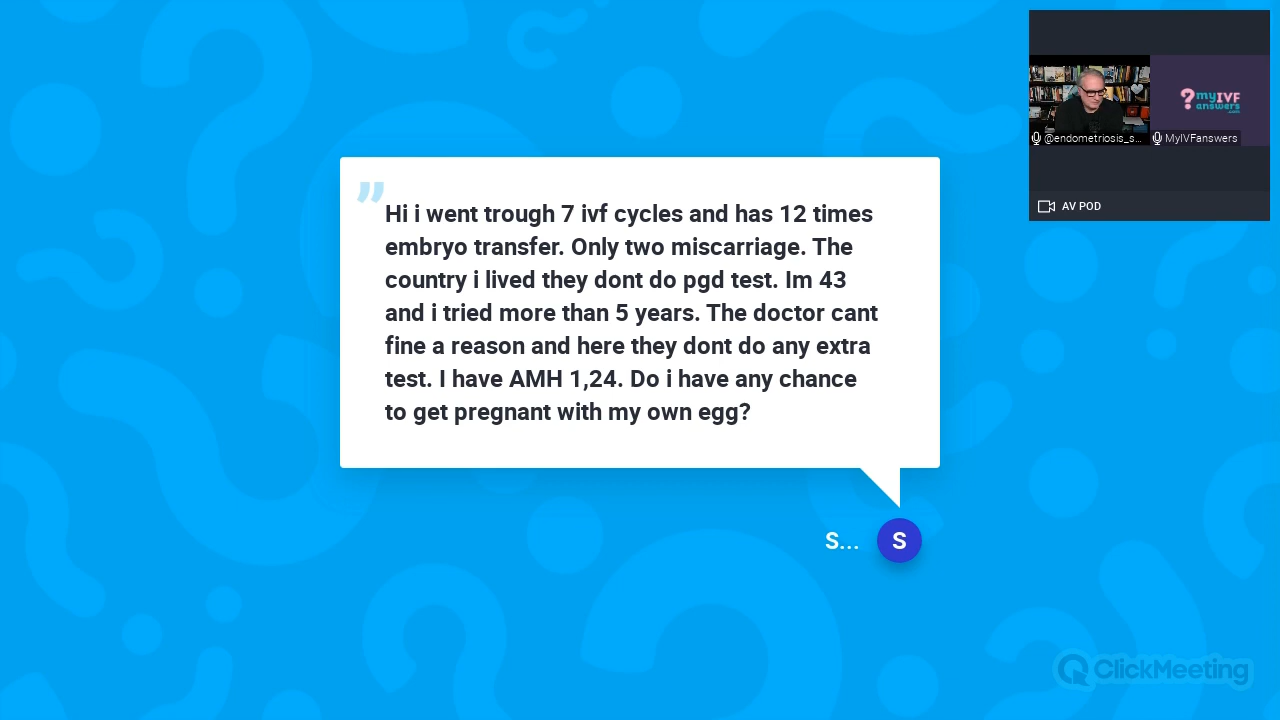 ?myIVF
answers
.com
@endometriosis_s...
MyIVFanswers
AV POD
”
Hi i went trough 7 ivf cycles and has 12 times
embryo transfer. Only two miscarriage. The
country i lived they dont do pgd test. Im 43
and i tried more than 5 years. The doctor cant
fine a reason and here they dont do any extra
test. I have AMH 1,24. Do i have any chance
to get pregnant with my own egg?
S...
S
ClickMeeting